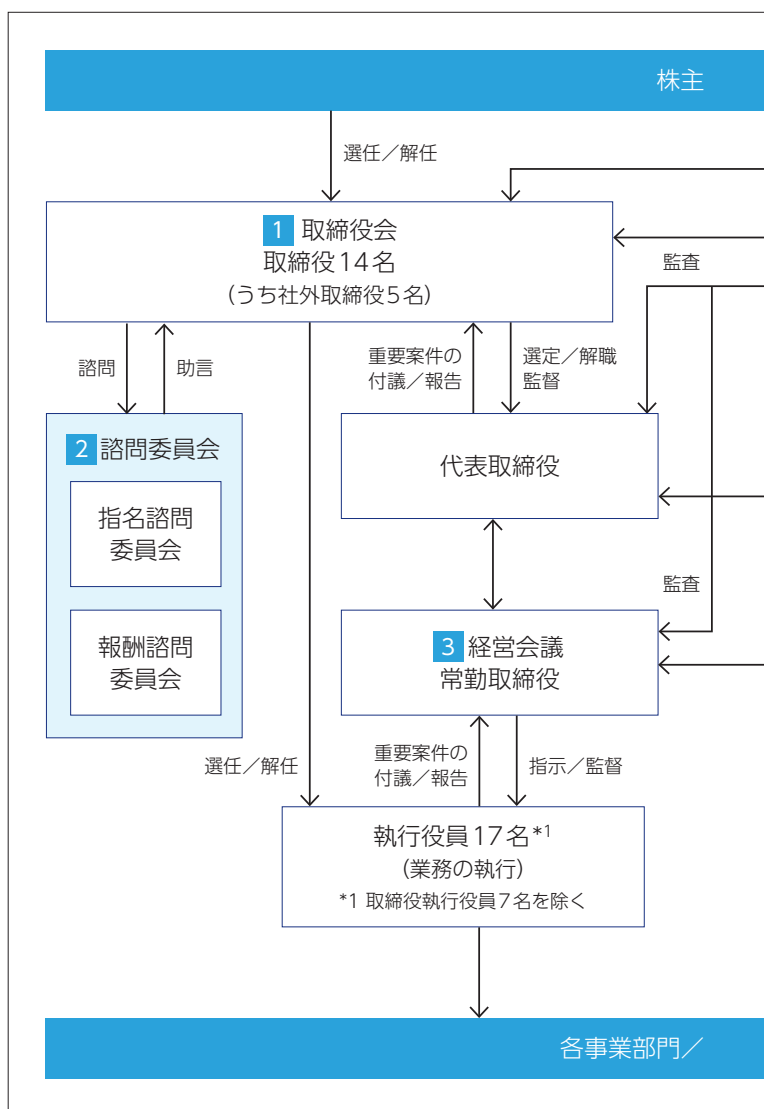 株主
選任／解任
1 取締役会
取締役14名
（うち社外取締役5名）
監査
諮問
助言
重要案件の
付議／報告
選定／解職
監督
2 諮問委員会
指名諮問
委員会
報酬諮問
委員会
代表取締役
監査
3 経営会議
常勤取締役
選任／解任
重要案件の
付議／報告
指示／監督
執行役員17名*1
（業務の執行）
*1 取締役執行役員7名を除く
各事業部門／